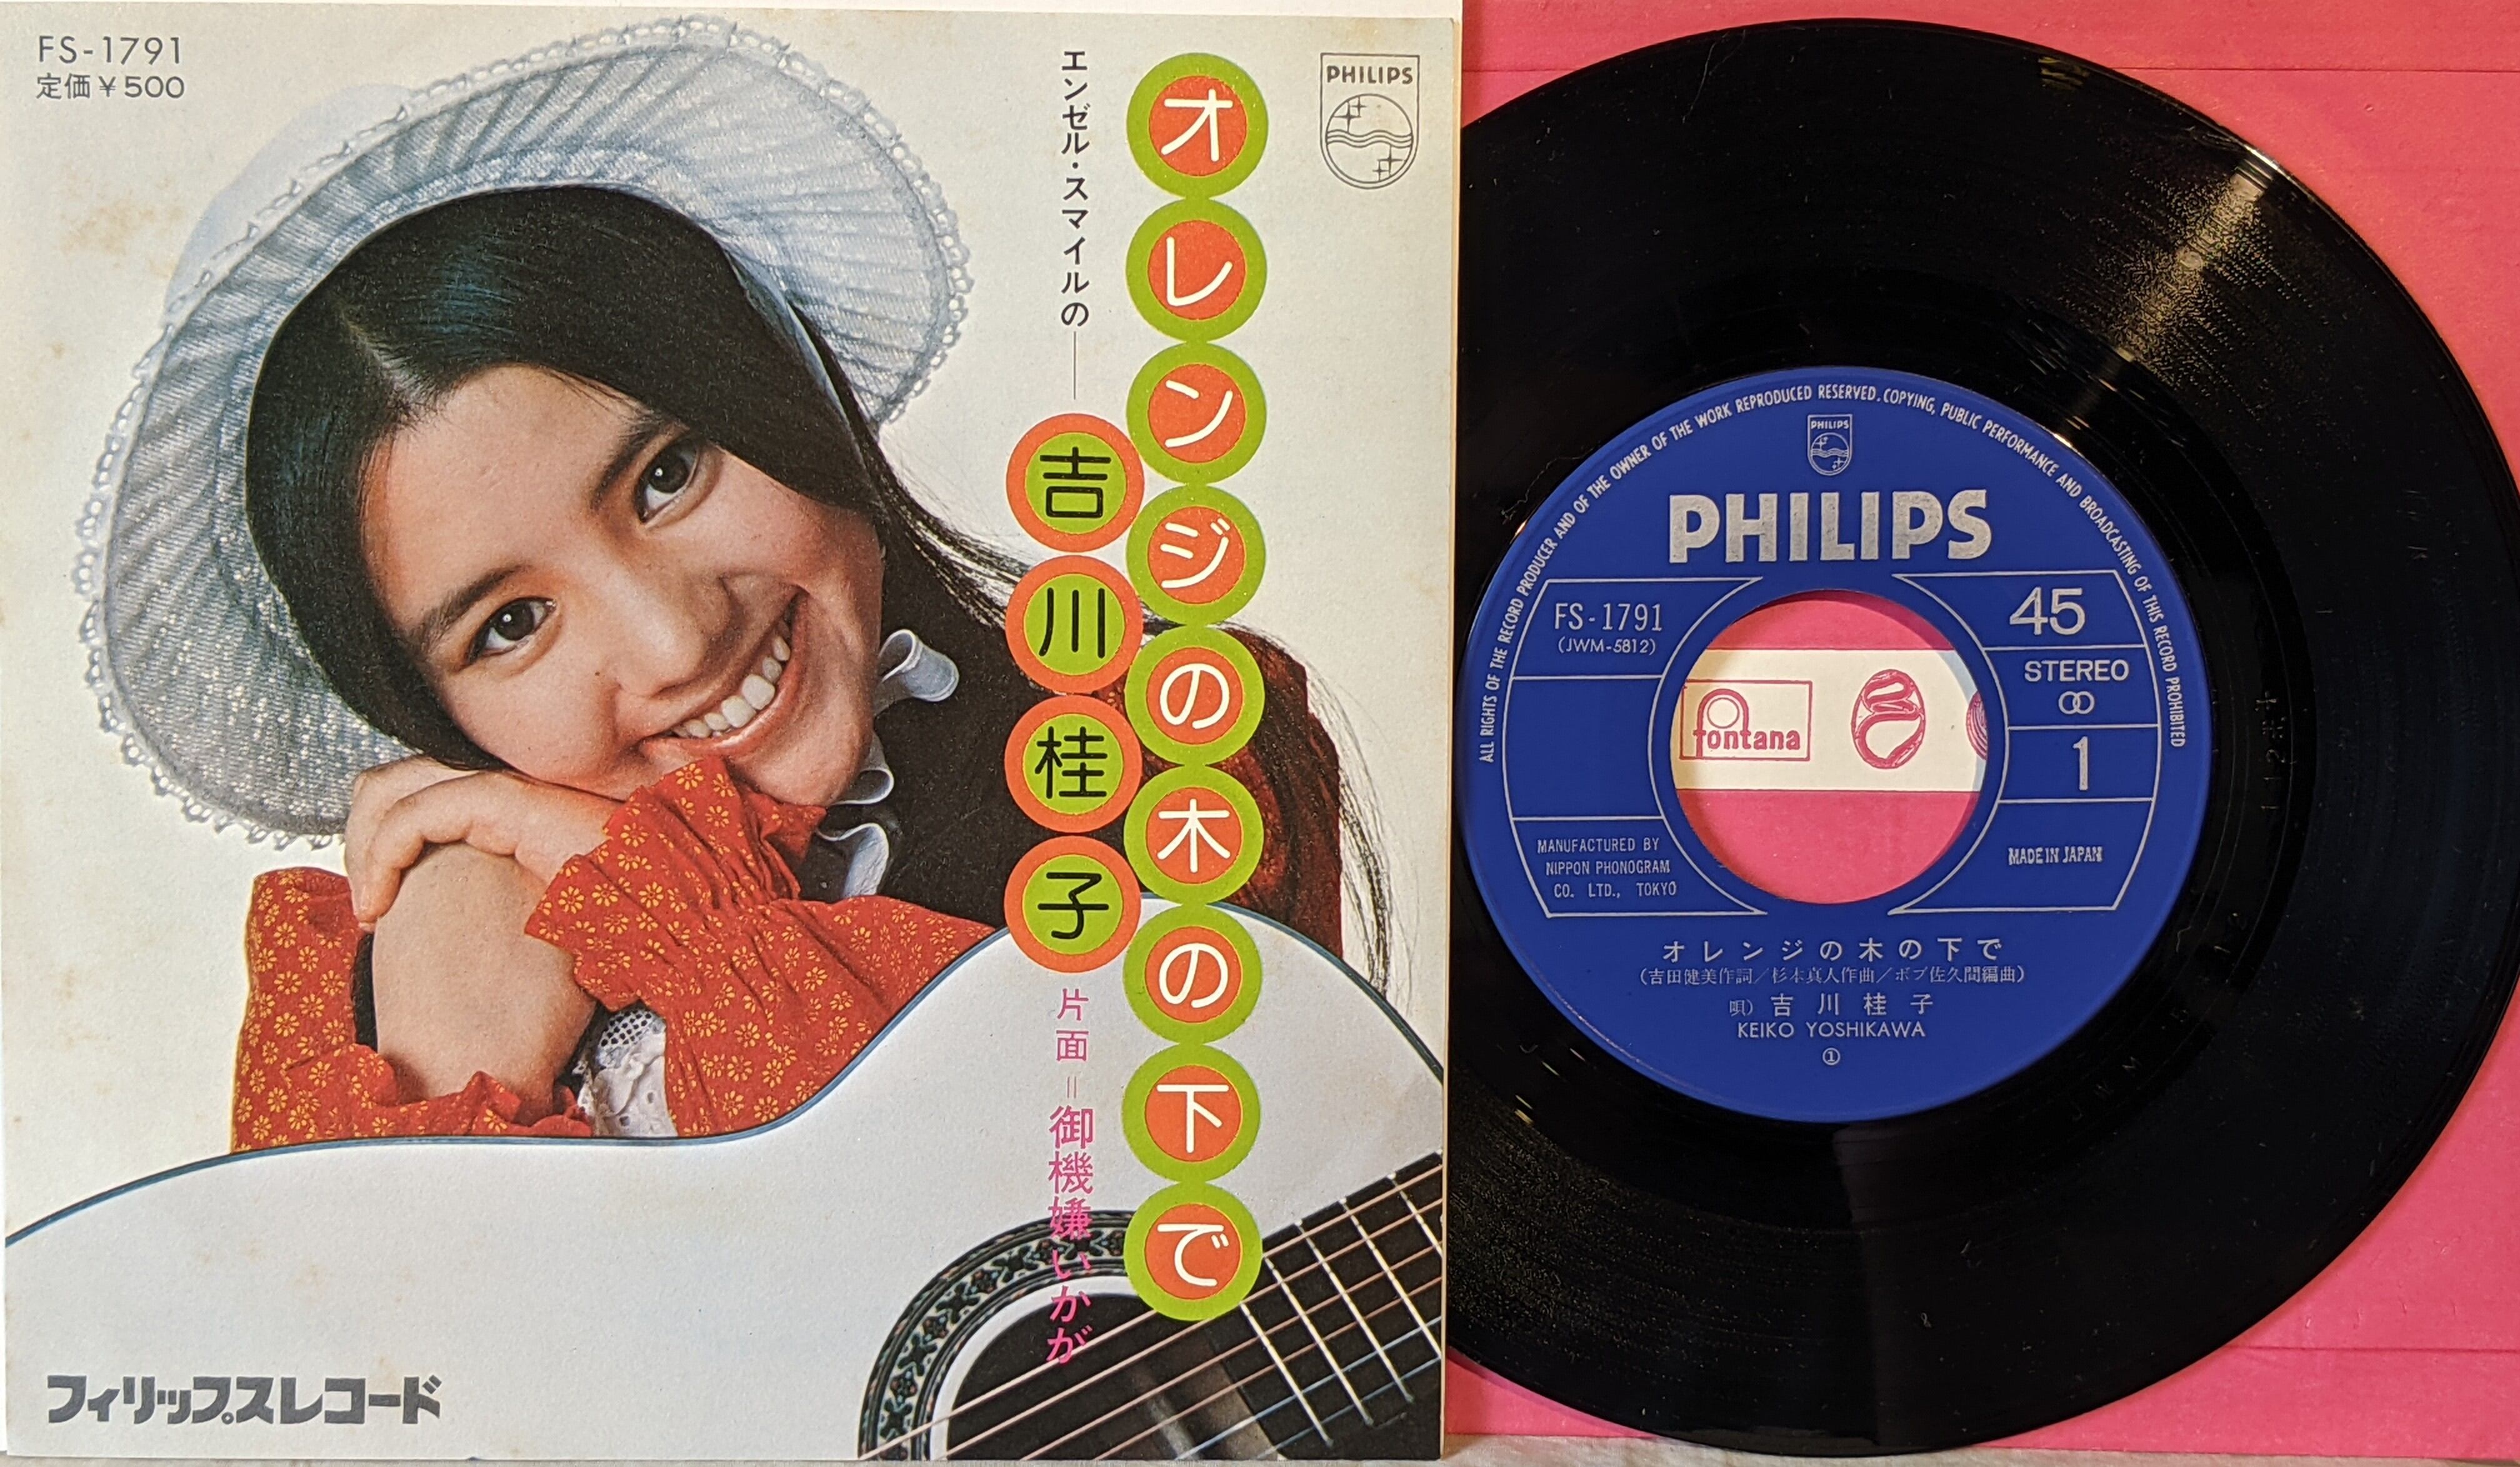 FS-1791
定価￥500
PHILIPS
オレンジの木の下で
エンゼル・スマイルの――
吉川桂子
片面＝御機嫌いかが
フィリップスレコード
ALL RIGHTS OF THE RECORD PRODUCER AND OF THE OWNER OF THE WORK REPRODUCED RESERVED. COPYING, PUBLIC PERFORMANCE AND BROADCASTING OF THIS RECORD PROHIBITED
PHILIPS
PHILIPS
FS-1791
(JWM-5812)
45
STEREO
1
fontana
MANUFACTURED BY
NIPPON PHONOGRAM
CO. LTD., TOKYO
MADE IN JAPAN
オレンジの木の下で
(吉田健美作詞／杉本真人作曲／ボブ佐久間編曲)
唄) 吉川桂子
KEIKO YOSHIKAWA
①